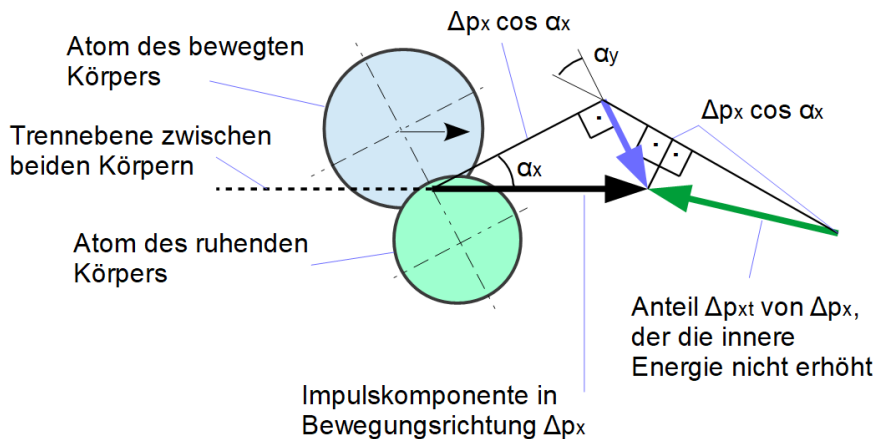 Δpx cos αx
Atom des bewegten
Körpers
αy
Δpx cos αx
Trennebene zwischen
beiden Körpern
αx
Atom des ruhenden
Körpers
Anteil Δpxt von Δpx,
der die innere
Energie nicht erhöht
Impulskomponente in
Bewegungsrichtung Δpx